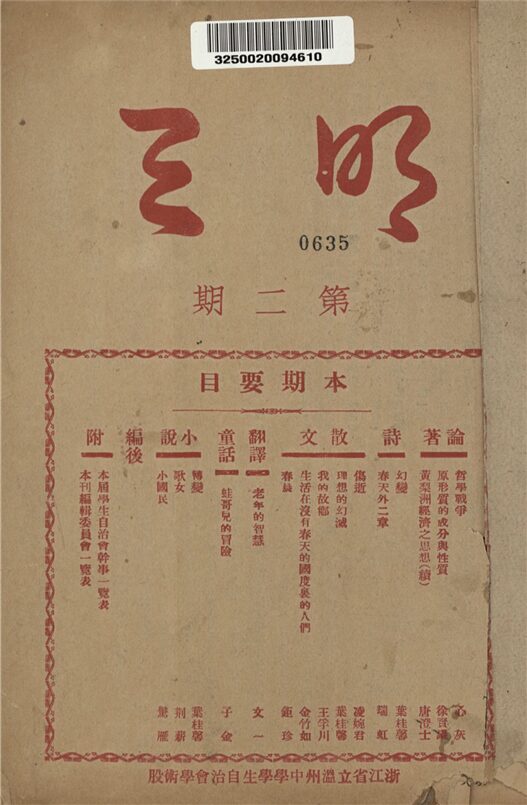 3250020094610
明天
0635
第二期
本期要目
論著
哲學戰爭 心灰
原形質的成分與性質 徐
黃梨洲經濟之思想(續) 唐澄士
詩
幻變 葉桂馨
春天外二章 瑞虹
散文
傷逝 凌婉君
理想的幻滅 葉桂馨
我的故鄉 王孚川
生活在沒有春天的國度裏的人們 金竹如
春晨 鉅珍
翻譯
老年的智慧 文一
童話
蛙哥兒的冒險 子金
小說
轉變 葉桂馨
歌女 荆薪
小國民 驚雁
編後
附
本屆學生自治會幹事一覽表
本刊編輯委員會一覽表
浙江省立溫州中學學生自治會學術股